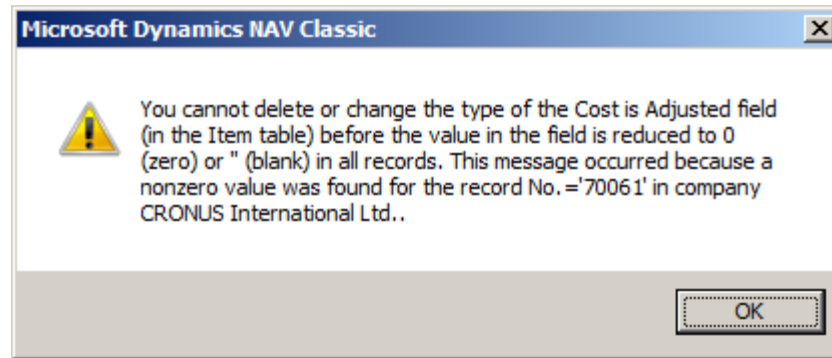 Microsoft Dynamics NAV Classic
You cannot delete or change the type of the Cost is Adjusted field
(in the Item table) before the value in the field is reduced to 0
(zero) or '' (blank) in all records. This message occurred because a
nonzero value was found for the record No.='70061' in company
CRONUS International Ltd..
OK